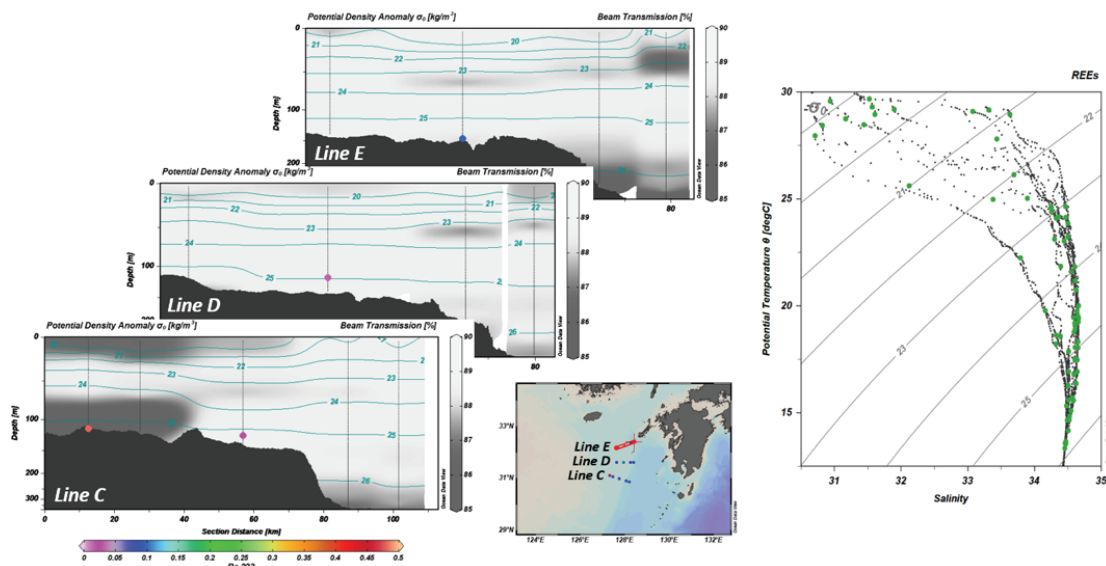 Potential Density Anomaly σ₀ [kg/m³] Beam Transmission [%]
0
100
200
Depth [m]
20
21
22
23
24
25
26
Line E
80
90
89
88
87
86
85
Ocean Data View
Potential Density Anomaly σ₀ [kg/m³] Beam Transmission [%]
0
100
Depth [m]
20
21
22
23
24
25
26
21
22
23
24
25
Line D
80
90
89
88
87
86
85
Ocean Data View
Potential Density Anomaly σ₀ [kg/m³] Beam Transmission [%]
0
100
200
300
Depth [m]
21
22
23
24
25
26
Line C
0 20 40 60 80 100
Section Distance [km]
90
89
88
87
86
85
Ocean Data View
0 0.05 0.1 0.15 0.2 0.25 0.3 0.35 0.4 0.45 0.5
33°N
31°N
29°N
124°E 126°E 128°E 130°E 132°E
Line E
Line D
Line C
Ocean Data View
REEs
30
25
20
15
Potential Temperature θ [degC]
σ₀
21
22
23
24
25
31 32 33 34 35
Salinity